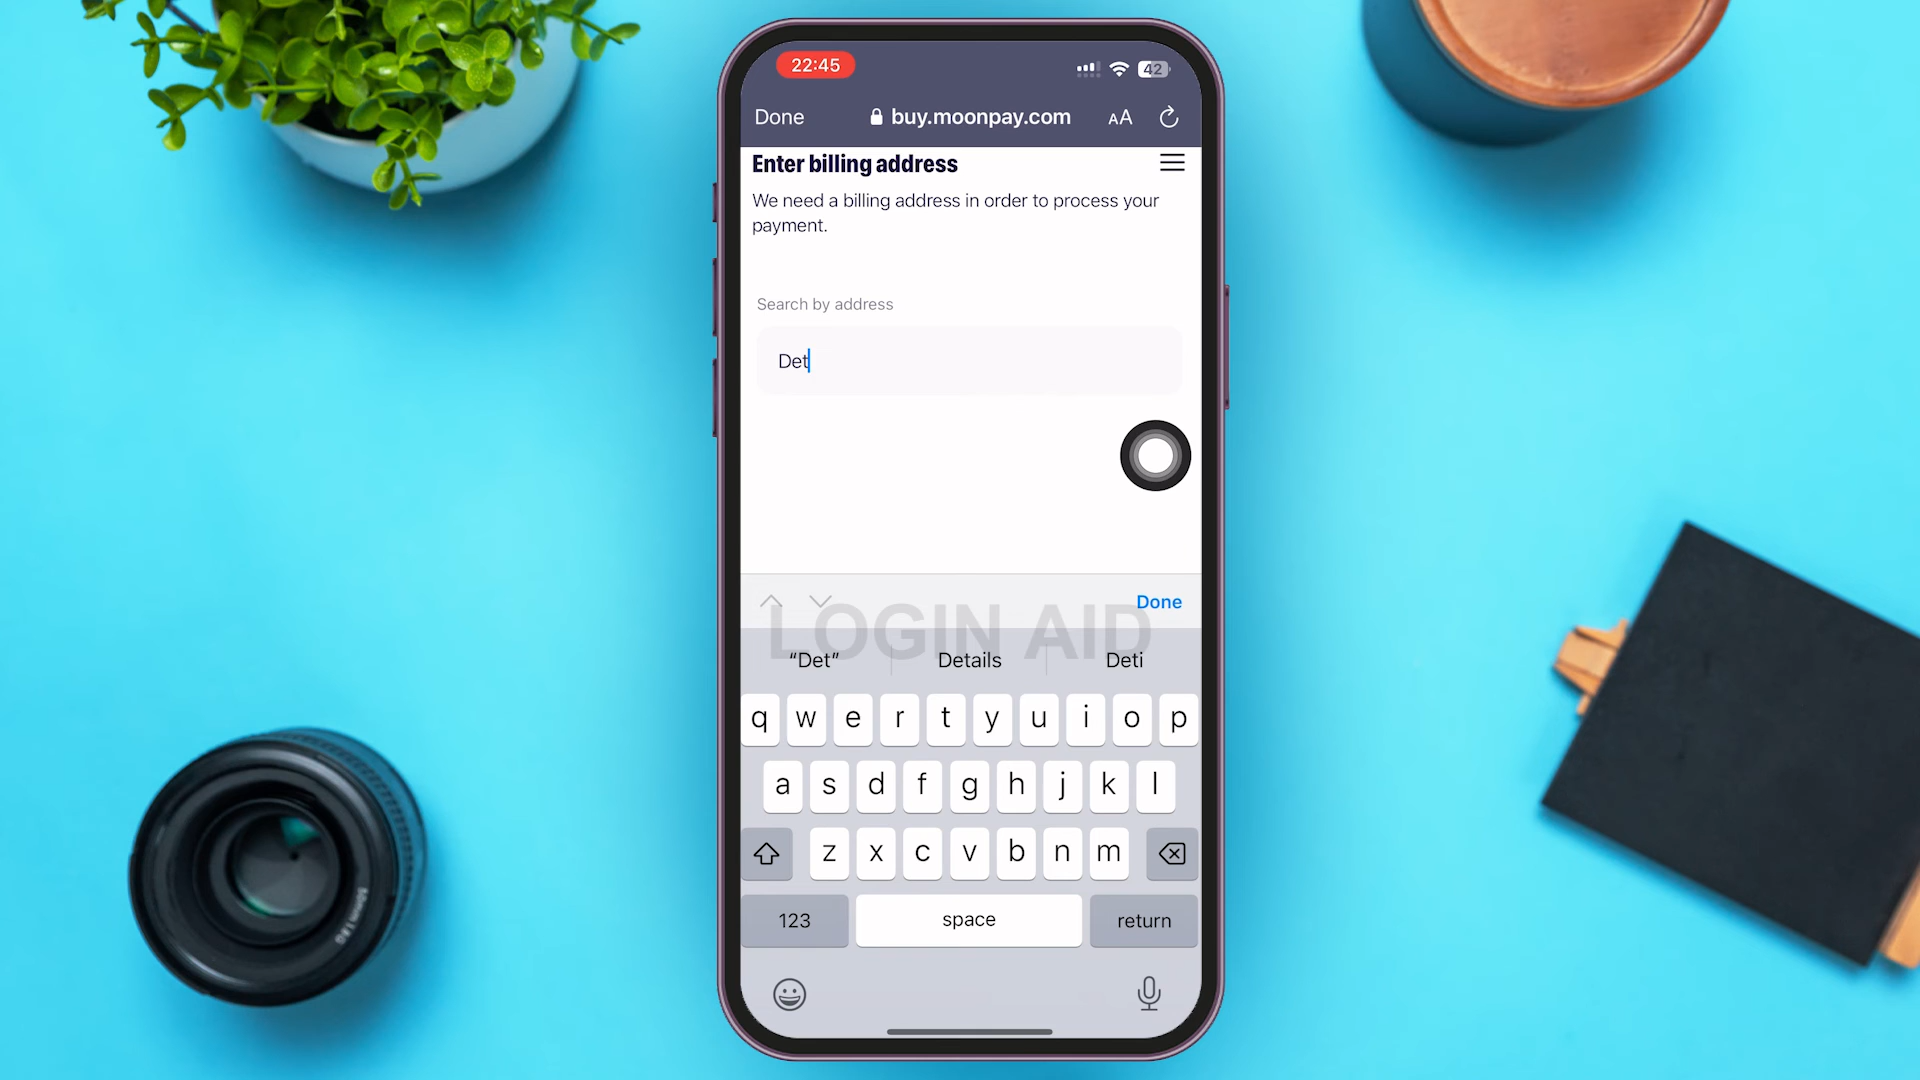 22:45
42
Done
buy.moonpay.com
AA
Enter billing address
We need a billing address in order to process your
payment.
Search by address
Det
Done
LOGIN AID
“Det” Details Deti
q w e r t y u i o p
a s d f g h j k l
z x c v b n m
123 space return